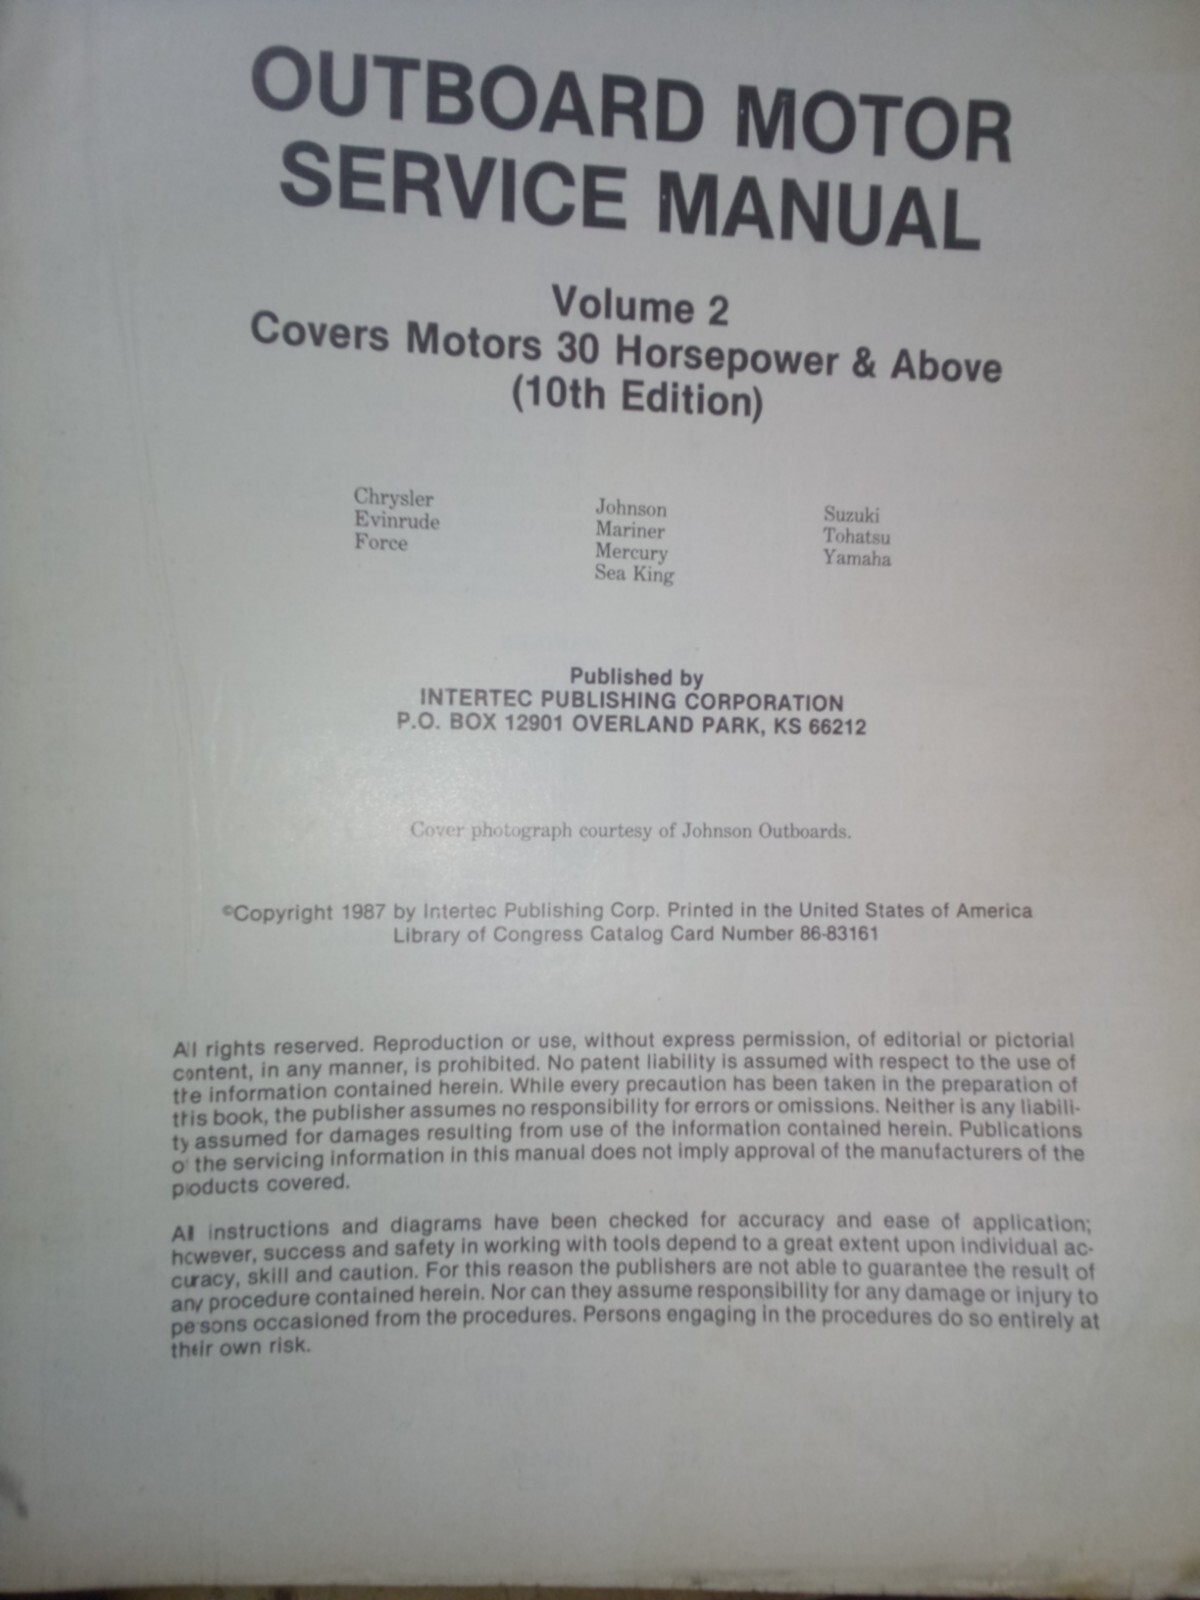 OUTBOARD MOTOR
SERVICE MANUAL
Volume 2
Covers Motors 30 Horsepower & Above
(10th Edition)
Chrysler
Evinrude
Force
Johnson
Mariner
Mercury
Sea King
Suzuki
Tohatsu
Yamaha
Published by
INTERTEC PUBLISHING CORPORATION
P.O. BOX 12901 OVERLAND PARK, KS 66212
Cover photograph courtesy of Johnson Outboards.
©Copyright 1987 by Intertec Publishing Corp. Printed in the United States of America
Library of Congress Catalog Card Number 86-83161
All rights reserved. Reproduction or use, without express permission, of editorial or pictorial
content, in any manner, is prohibited. No patent liability is assumed with respect to the use of
the information contained herein. While every precaution has been taken in the preparation of
this book, the publisher assumes no responsibility for errors or omissions. Neither is any liabili-
ty assumed for damages resulting from use of the information contained herein. Publications
of the servicing information in this manual does not imply approval of the manufacturers of the
products covered.
All instructions and diagrams have been checked for accuracy and ease of application;
however, success and safety in working with tools depend to a great extent upon individual ac-
curacy, skill and caution. For this reason the publishers are not able to guarantee the result of
any procedure contained herein. Nor can they assume responsibility for any damage or injury to
persons occasioned from the procedures. Persons engaging in the procedures do so entirely at
their own risk.